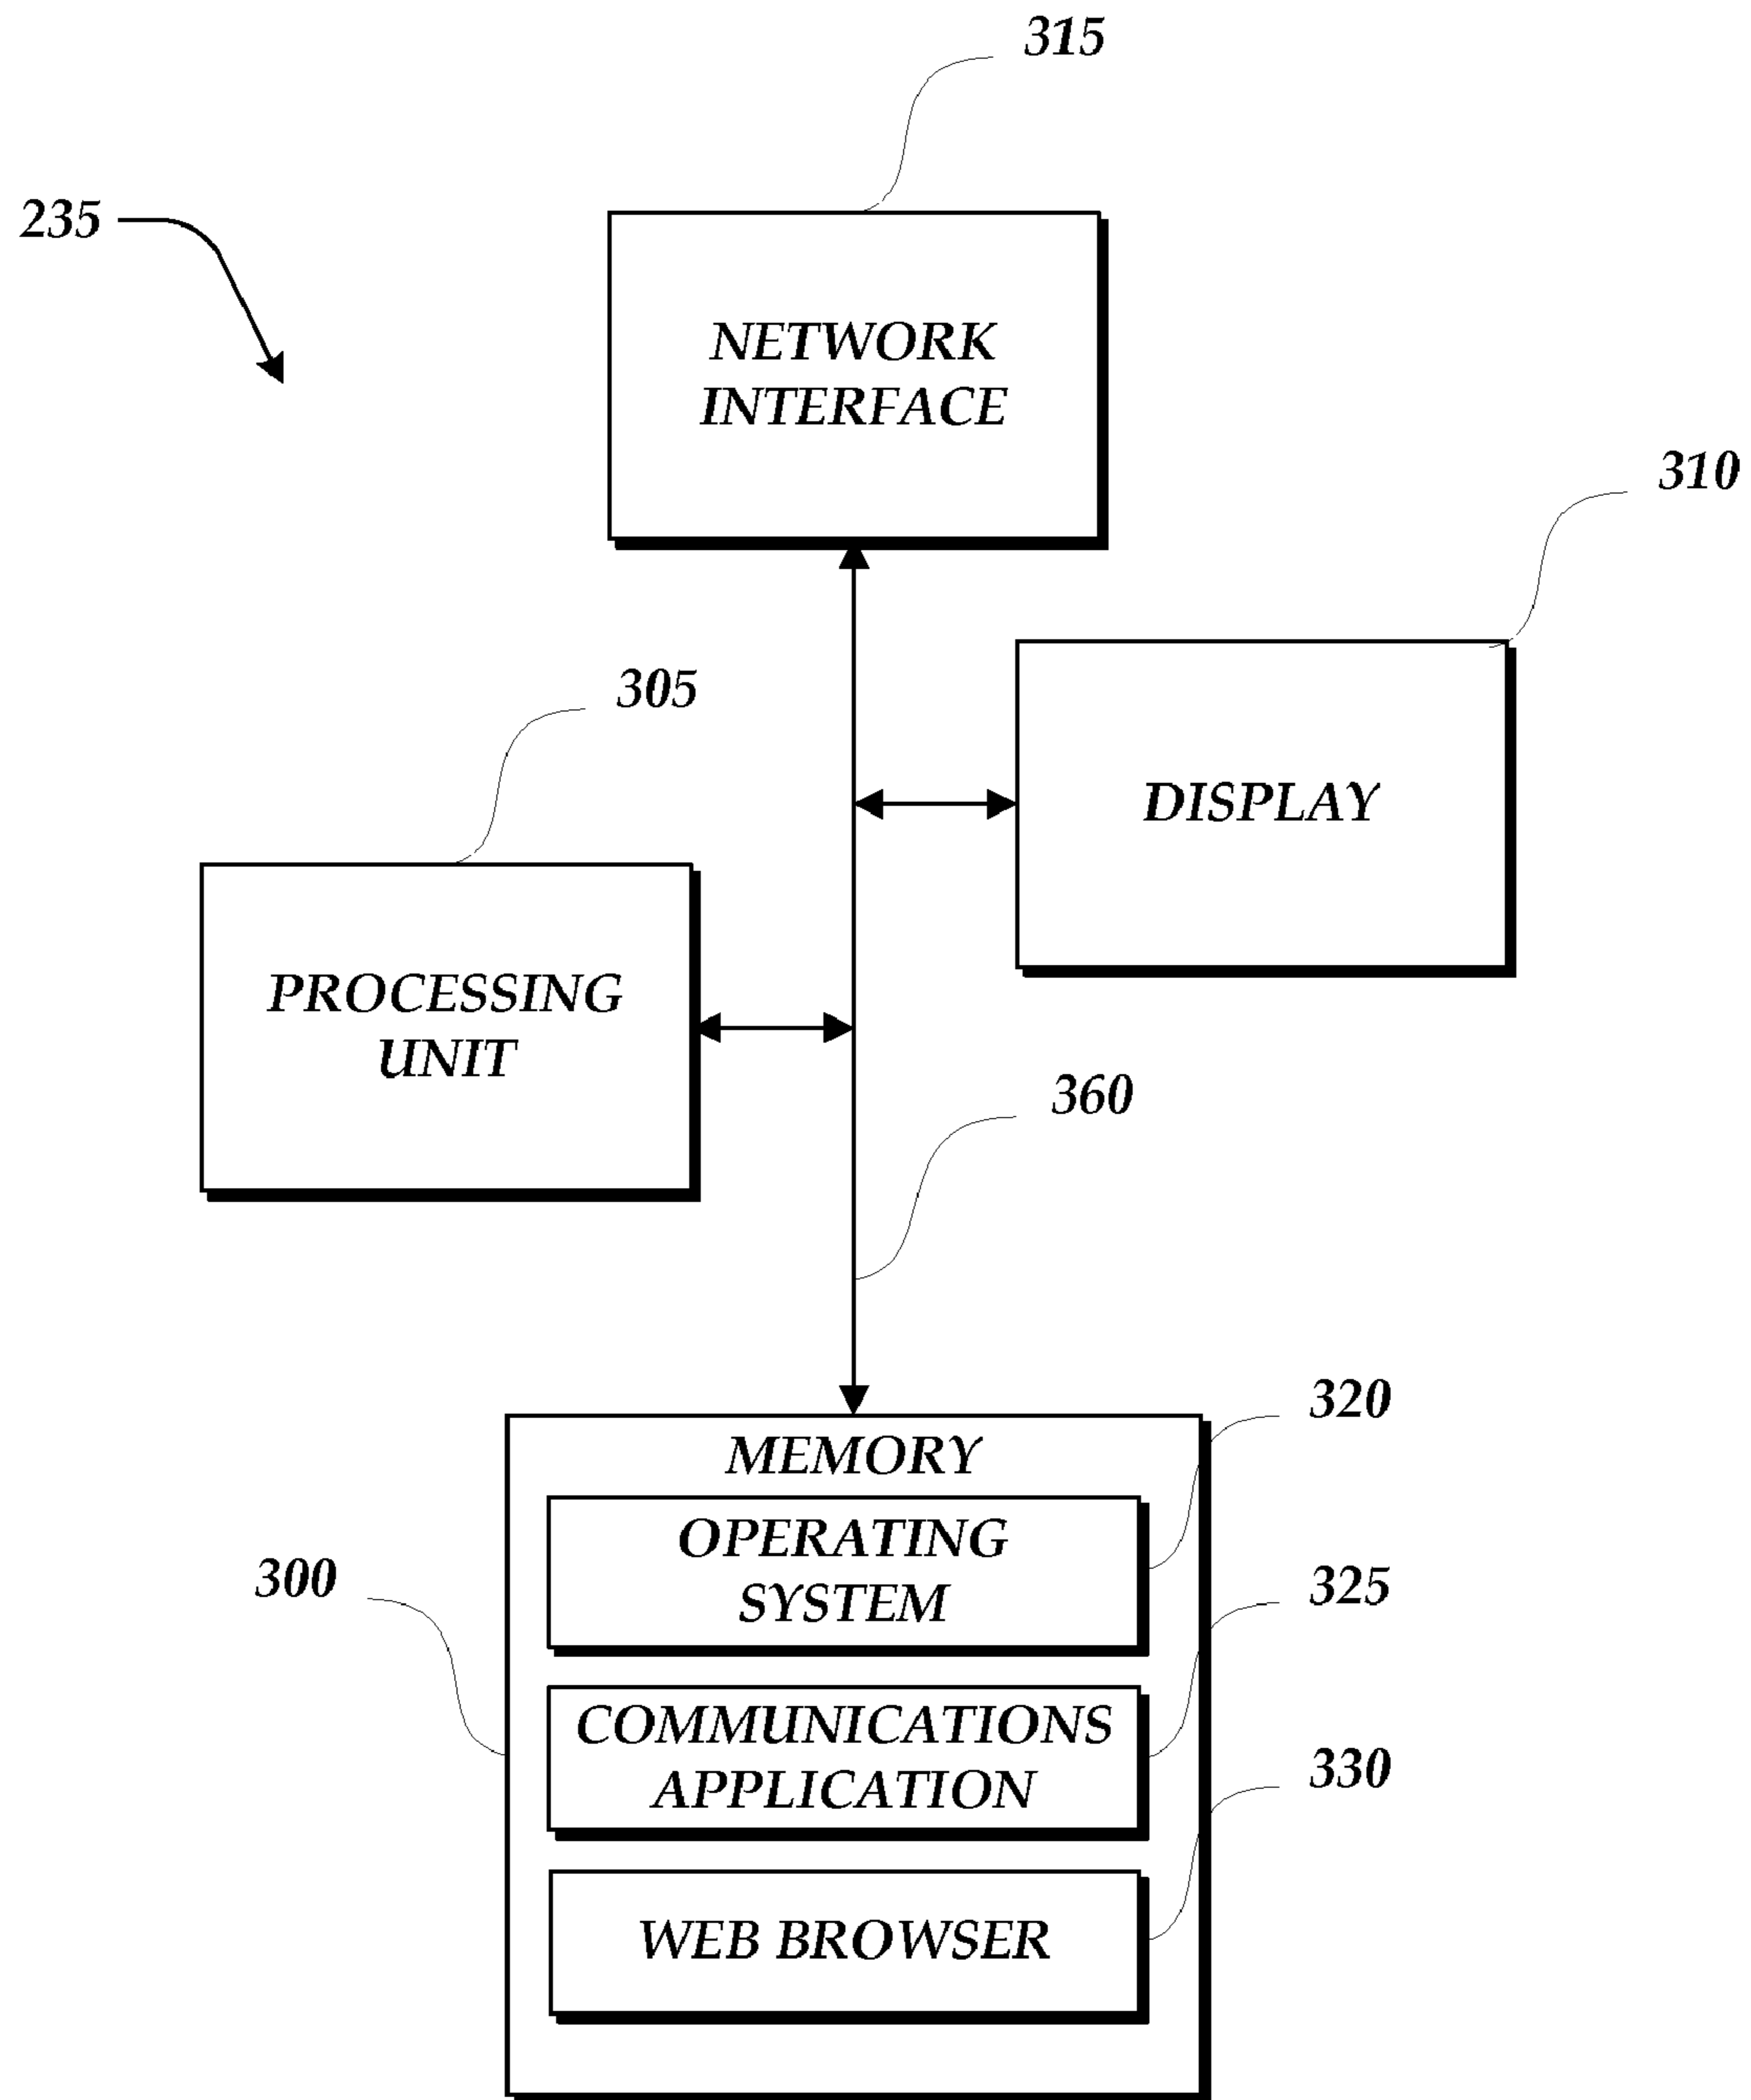 315
235
NETWORK
INTERFACE
310
305
DISPLAY
PROCESSING
UNIT
360
MEMORY
320
OPERATING
SYSTEM
300
325
COMMUNICATIONS
APPLICATION
330
WEB BROWSER